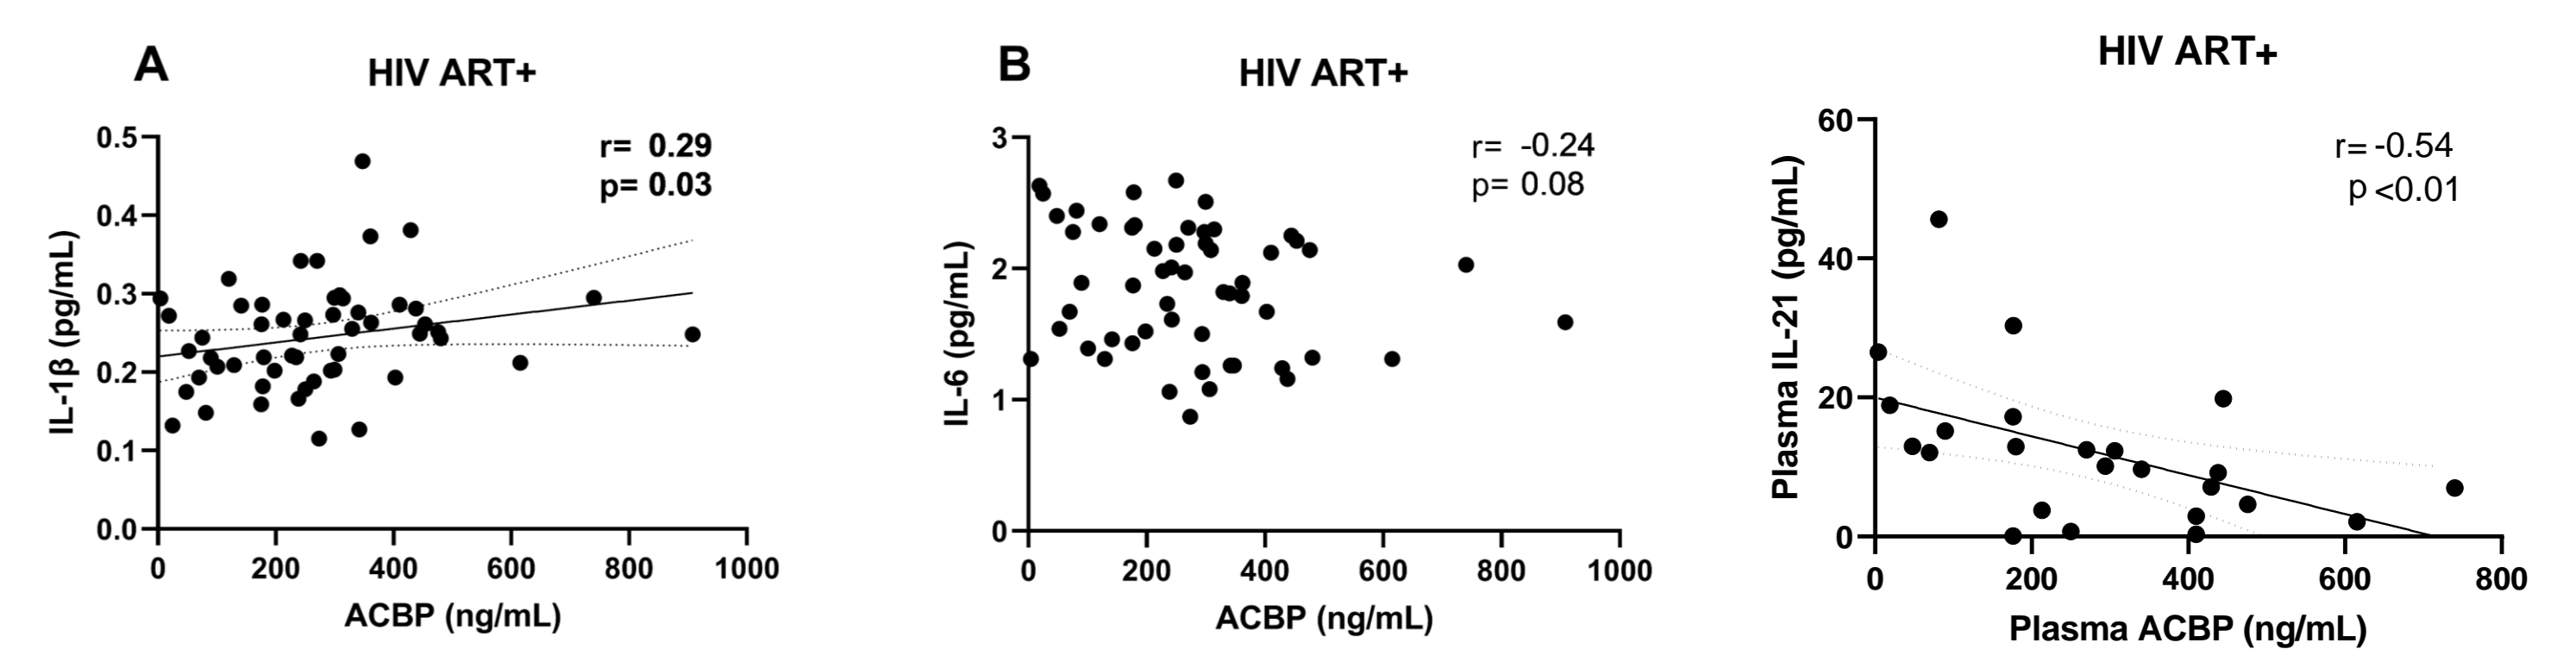 A
HIV ART+
r= 0.29
p= 0.03
IL-1β (pg/mL)
0.5
0.4
0.3
0.2
0.1
0.0
0 200 400 600 800 1000
ACBP (ng/mL)
B
HIV ART+
r= -0.24
p= 0.08
IL-6 (pg/mL)
3
2
1
0
0 200 400 600 800 1000
ACBP (ng/mL)
HIV ART+
r= -0.54
p <0.01
Plasma IL-21 (pg/mL)
60
40
20
0
0 200 400 600 800
Plasma ACBP (ng/mL)